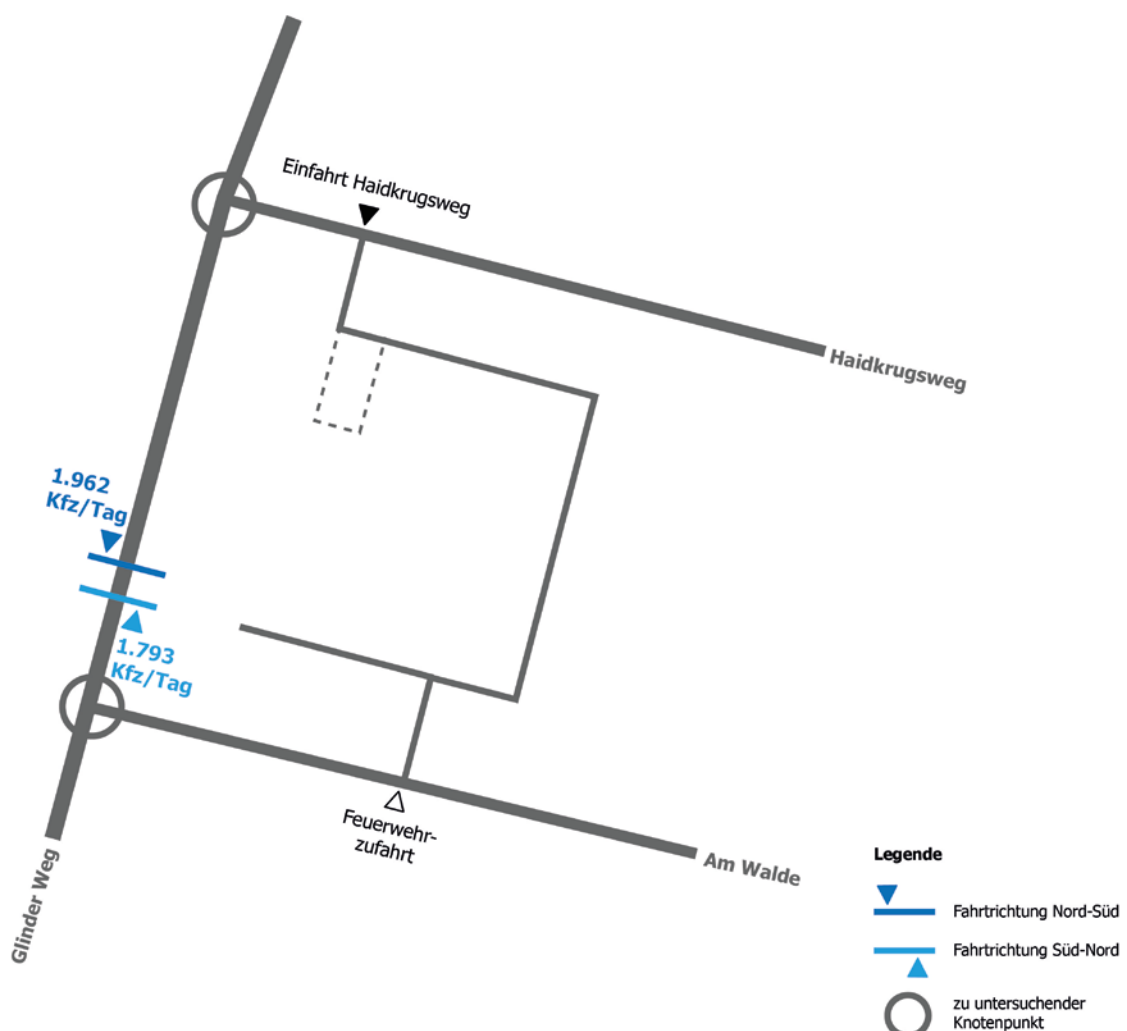 Einfahrt Haidkrugsweg
Haidkrugsweg
1.962
Kfz/Tag
1.793
Kfz/Tag
Feuerwehr-
zufahrt
Am Walde
Glinder Weg
Legende
Fahrtrichtung Nord-Süd
Fahrtrichtung Süd-Nord
zu untersuchender
Knotenpunkt